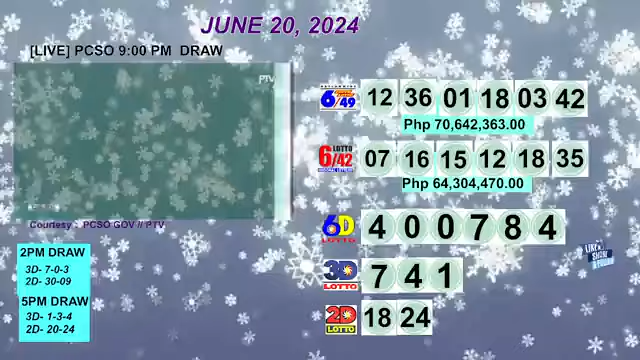 JUNE 20, 2024
[LIVE] PCSO 9:00 PM DRAW
PTV
6/49 12 36 01 18 03 42
Php 70,642,363.00
LOTTO 6/42 07 16 15 12 18 35
Php 64,304,470.00
6D LOTTO 4 0 0 7 8 4
Courtesy : PCSO GOV // PTV
2PM DRAW
3D- 7-0-3
2D- 30-09
5PM DRAW
3D- 1-3-4
2D- 20-24
3D LOTTO 7 4 1
2D LOTTO 18 24
LIKE
SHARE